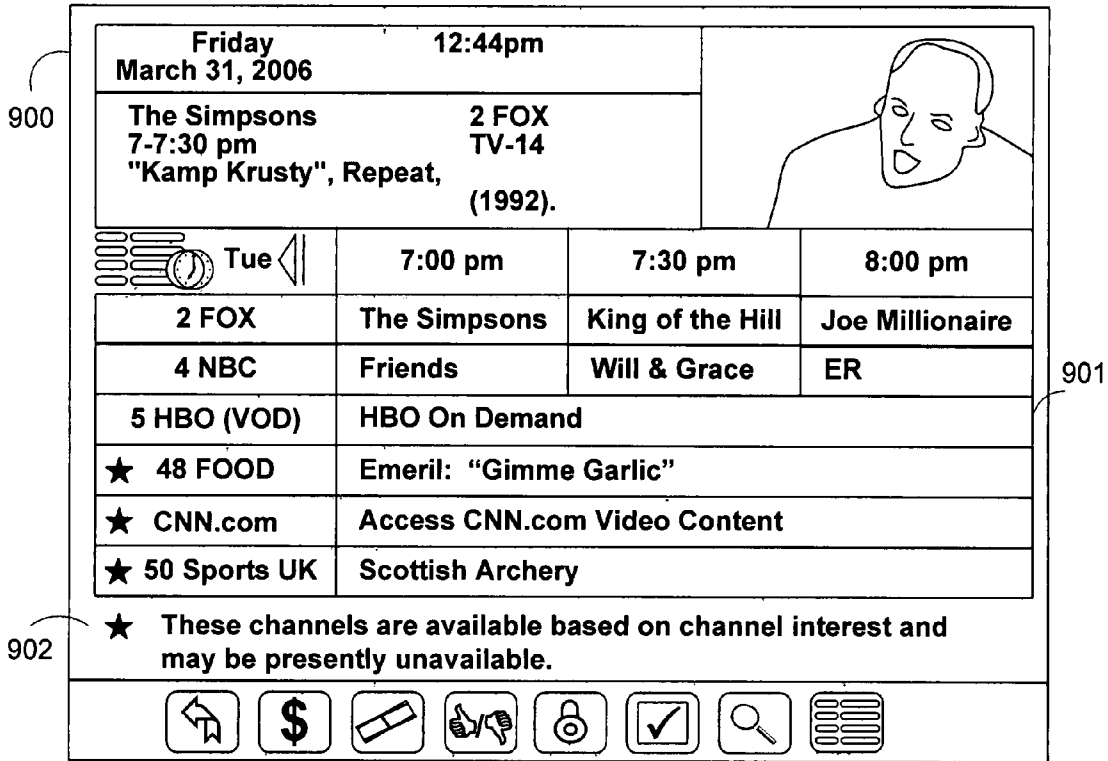 Friday 12:44pm
March 31, 2006
900
The Simpsons 2 FOX
7-7:30 pm TV-14
"Kamp Krusty", Repeat,
(1992).
Tue 7:00 pm 7:30 pm 8:00 pm
2 FOX The Simpsons King of the Hill Joe Millionaire
4 NBC Friends Will & Grace ER
901
5 HBO (VOD) HBO On Demand
★ 48 FOOD Emeril: “Gimme Garlic”
★ CNN.com Access CNN.com Video Content
★ 50 Sports UK Scottish Archery
902
★ These channels are available based on channel interest and
may be presently unavailable.
$